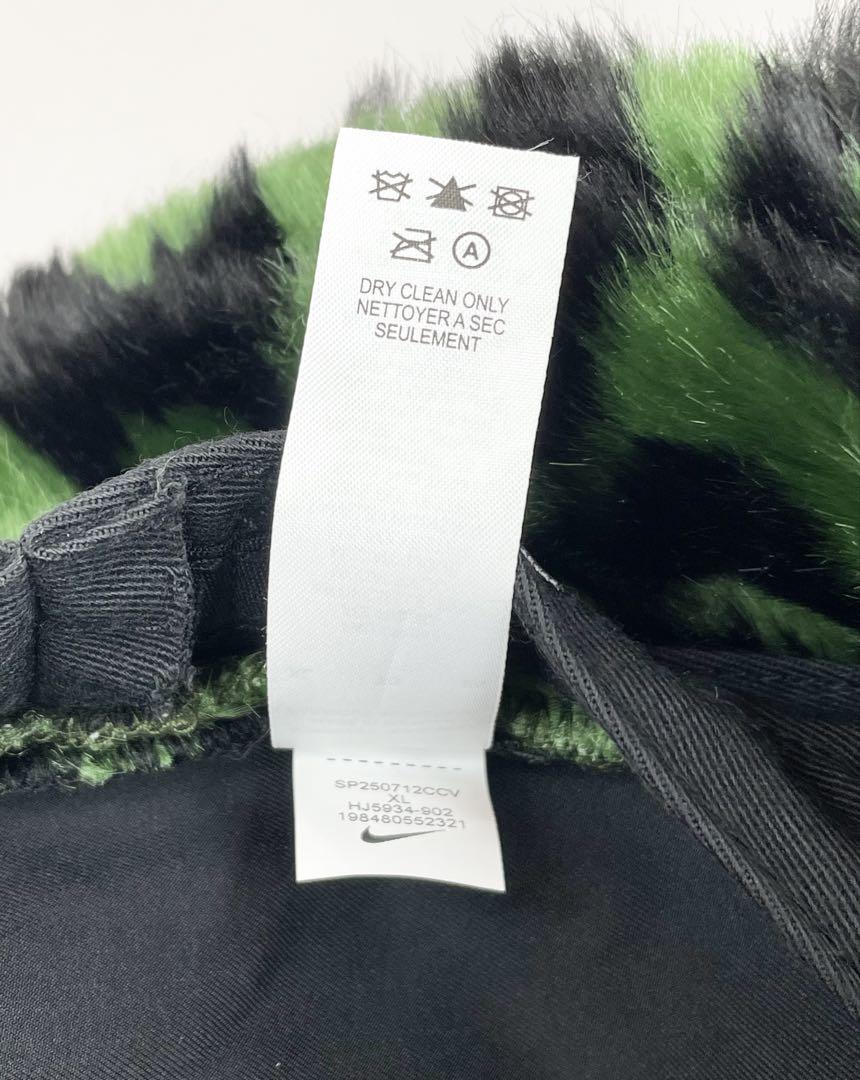 A
DRY CLEAN ONLY
NETTOYER A SEC
SEULEMENT
SP250712CCV
XL
HJ5934-902
198480552321